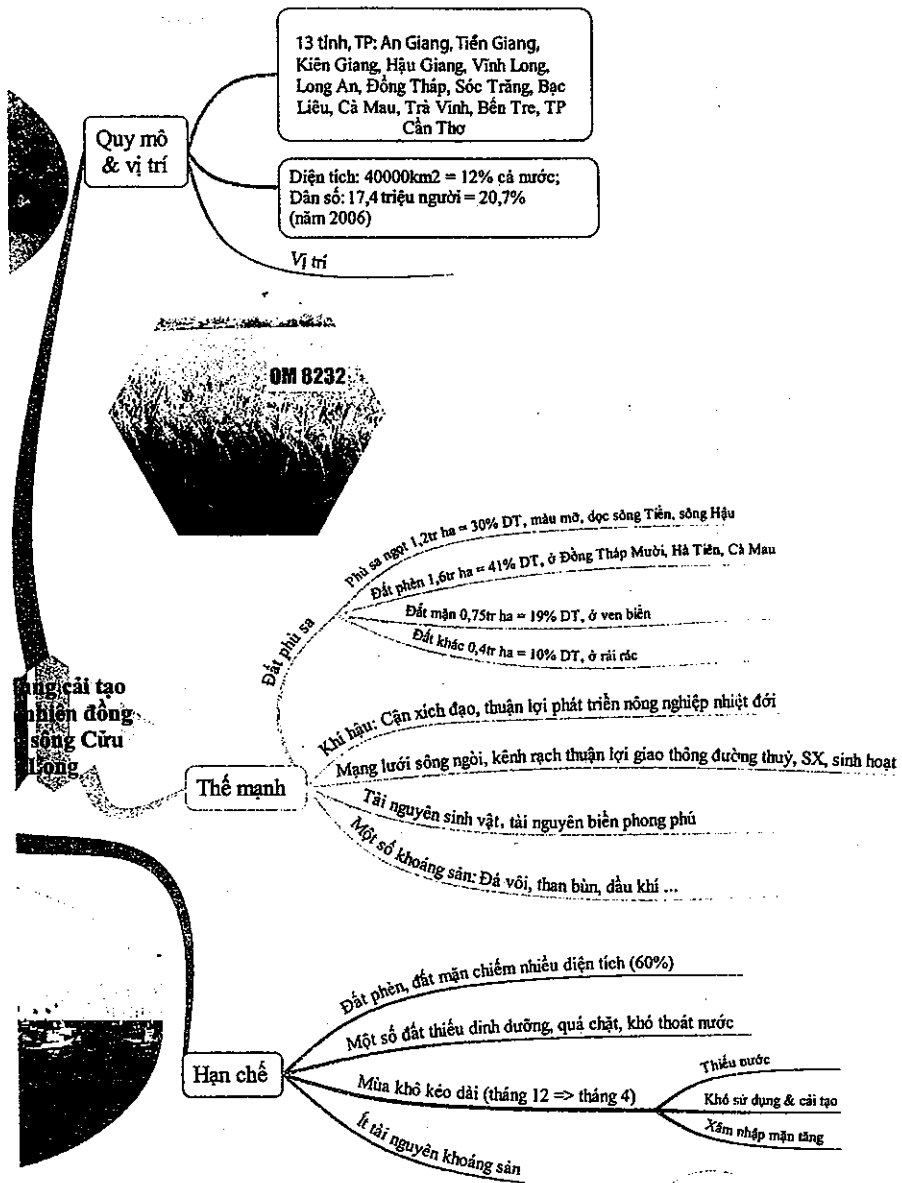 13 tỉnh, TP: An Giang, Tiền Giang,
Kiên Giang, Hậu Giang, Vĩnh Long,
Long An, Đồng Tháp, Sóc Trăng, Bạc
Liêu, Cà Mau, Trà Vinh, Bến Tre, TP
Cần Thơ
Quy mô
& vị trí
Diện tích: 40000km2 = 12% cả nước;
Dân số: 17,4 triệu người = 20,7%
(năm 2006)
Vị trí
OM 8232
Phù sa ngọt 1,2tr ha = 30% DT, màu mỡ, dọc sông Tiền, sông Hậu
Đất phèn 1,6tr ha = 41% DT, ở Đồng Tháp Mười, Hà Tiên, Cà Mau
Đất mặn 0,75tr ha = 19% DT, ở ven biển
Đất khác 0,4tr ha = 10% DT, ở rải rác
Đất phù sa
cải tạo
nhiên đồng
sông Cửu
Long
Thế mạnh
Khí hậu: Cận xích đạo, thuận lợi phát triển nông nghiệp nhiệt đới
Mạng lưới sông ngòi, kênh rạch thuận lợi giao thông đường thuỷ, SX, sinh hoạt
Tài nguyên sinh vật, tài nguyên biển phong phú
Một số khoáng sản: Đá vôi, than bùn, dầu khí ...
Hạn chế
Đất phèn, đất mặn chiếm nhiều diện tích (60%)
Một số đất thiếu dinh dưỡng, quá chặt, khó thoát nước
Mùa khô kéo dài (tháng 12 => tháng 4)
Thiếu nước
Khó sử dụng & cải tạo
Xâm nhập mặn tăng
Ít tài nguyên khoáng sản